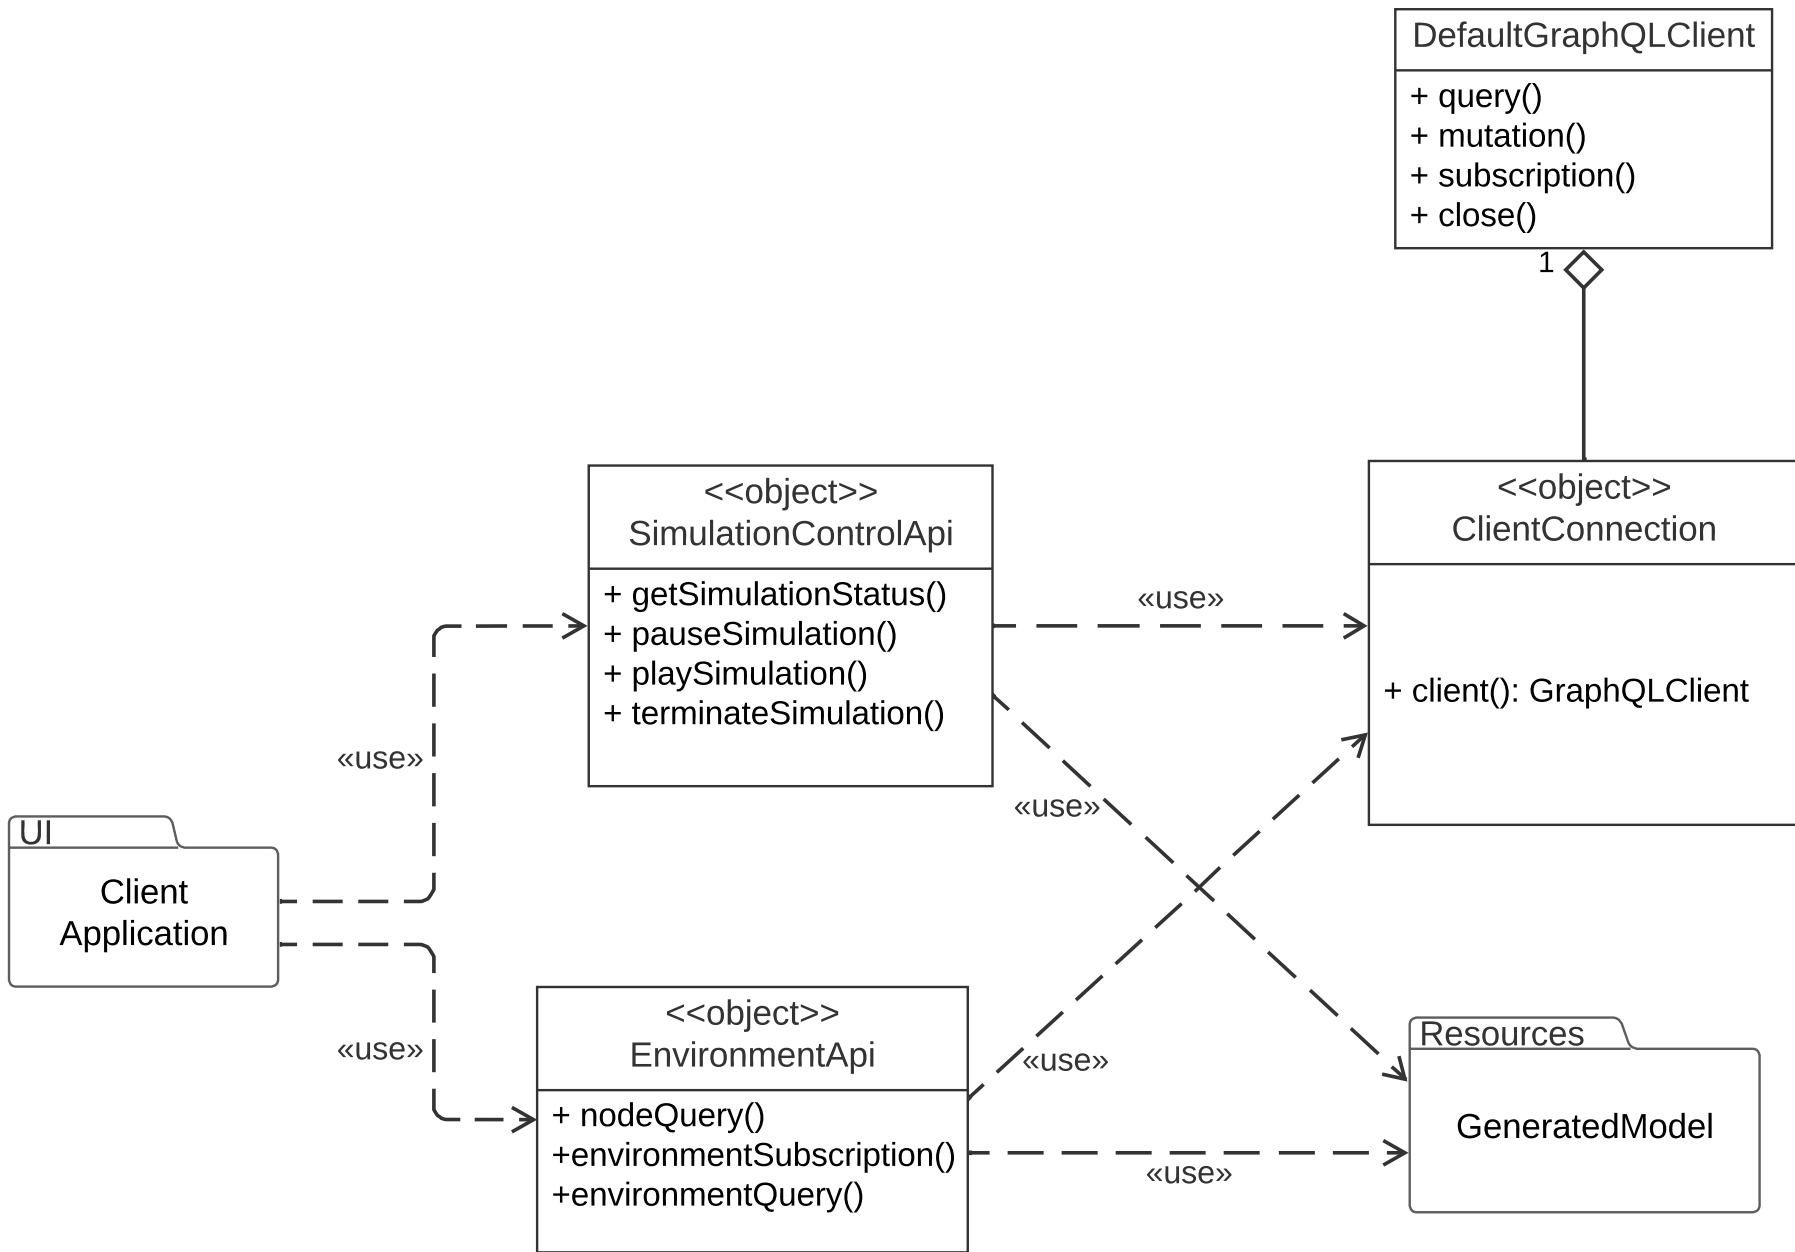 DefaultGraphQLClient
+ query()
+ mutation()
+ subscription()
+ close()
1
<<object>>
SimulationControlApi
+ getSimulationStatus()
+ pauseSimulation()
+ playSimulation()
+ terminateSimulation()
<<object>>
ClientConnection
+ client(): GraphQLClient
«use»
«use»
«use»
UI
Client
Application
«use»
<<object>>
EnvironmentApi
+ nodeQuery()
+environmentSubscription()
+environmentQuery()
«use»
«use»
Resources
GeneratedModel